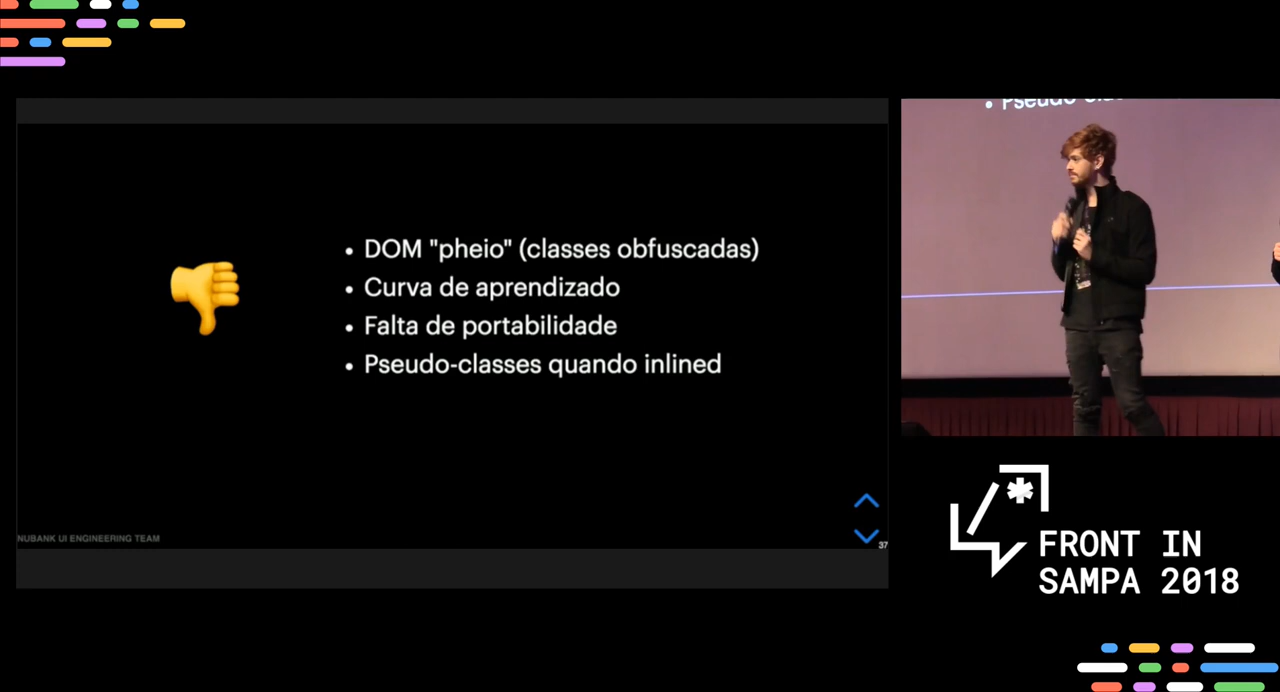 • DOM "pheio" (classes obfuscadas)
• Curva de aprendizado
• Falta de portabilidade
• Pseudo-classes quando inlined
NUBANK UI ENGINEERING TEAM
37
FRONT IN
SAMPA 2018